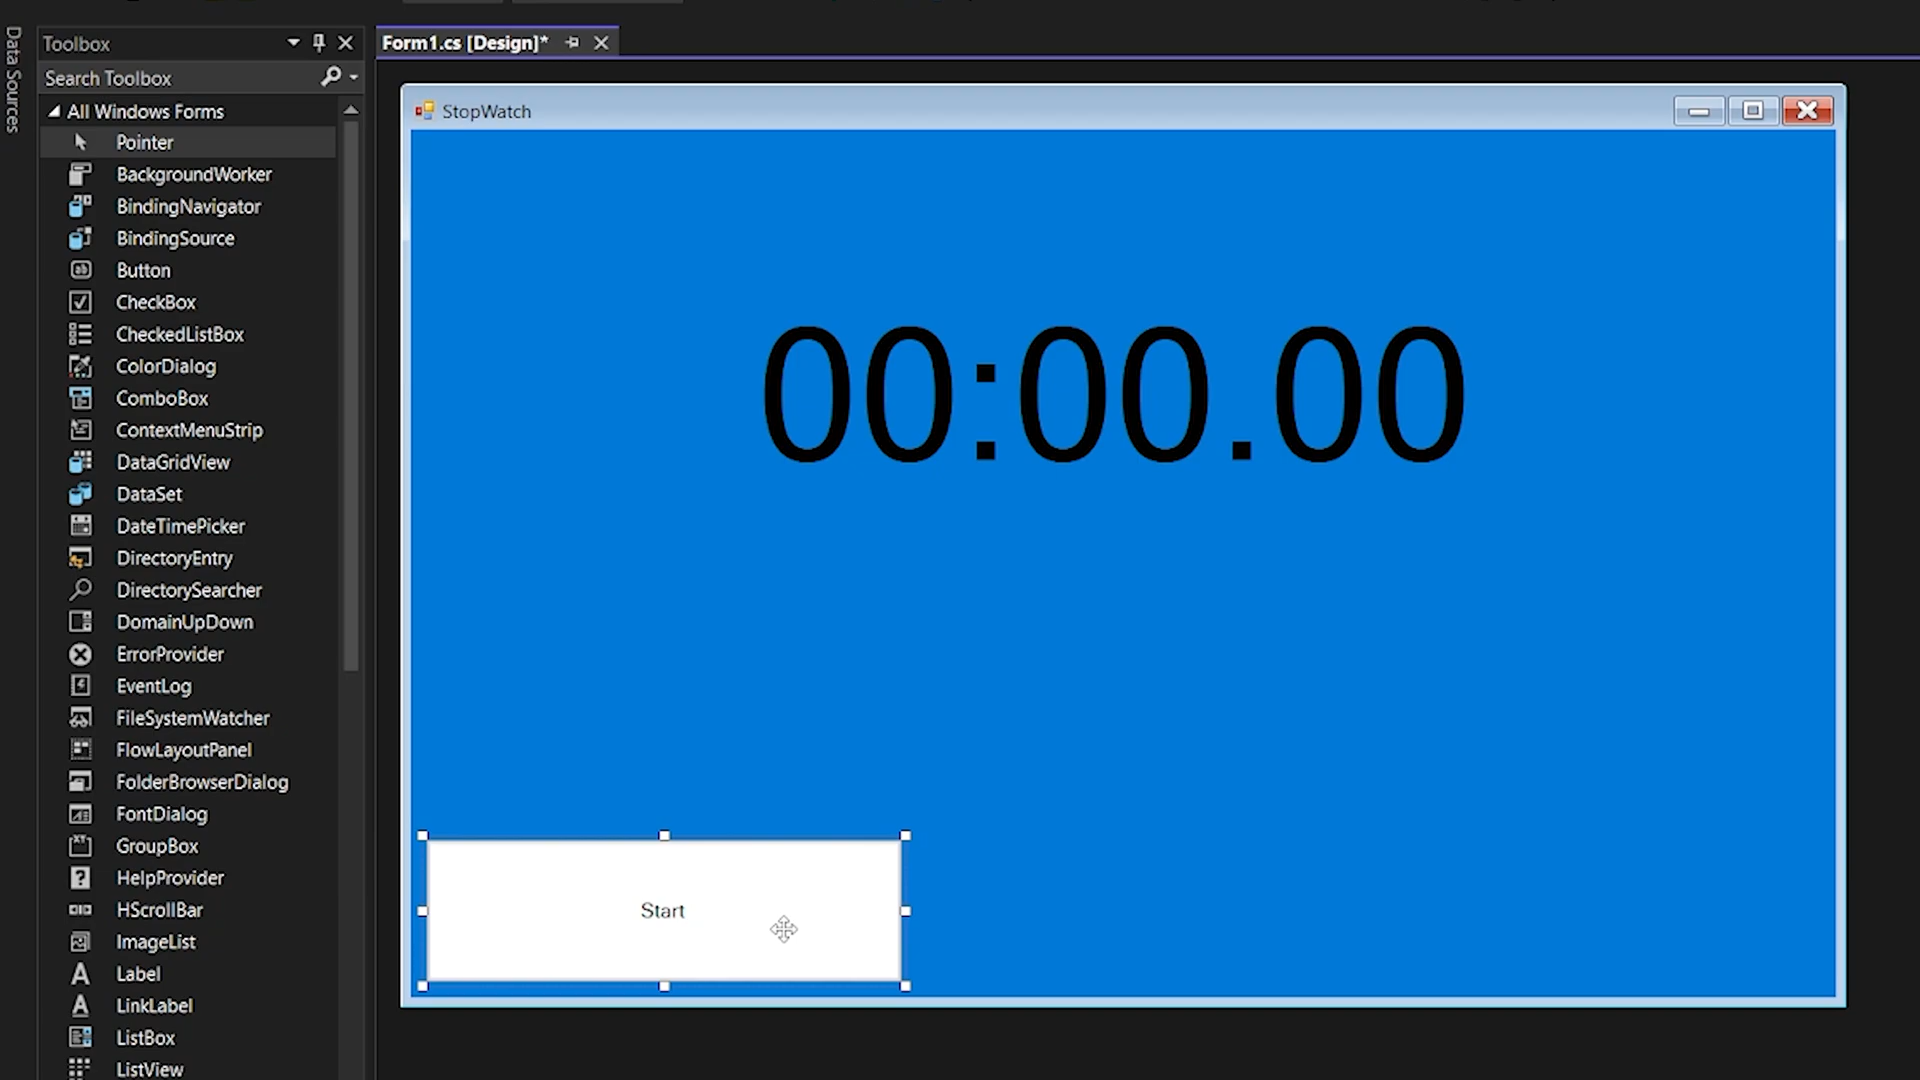 Data Sources
Toolbox
Search Toolbox
All Windows Forms
Pointer
BackgroundWorker
BindingNavigator
BindingSource
Button
CheckBox
CheckedListBox
ColorDialog
ComboBox
ContextMenuStrip
DataGridView
DataSet
DateTimePicker
DirectoryEntry
DirectorySearcher
DomainUpDown
ErrorProvider
EventLog
FileSystemWatcher
FlowLayoutPanel
FolderBrowserDialog
FontDialog
GroupBox
HelpProvider
HScrollBar
ImageList
Label
LinkLabel
ListBox
ListView
Form1.cs [Design]*
StopWatch
00:00.00
Start